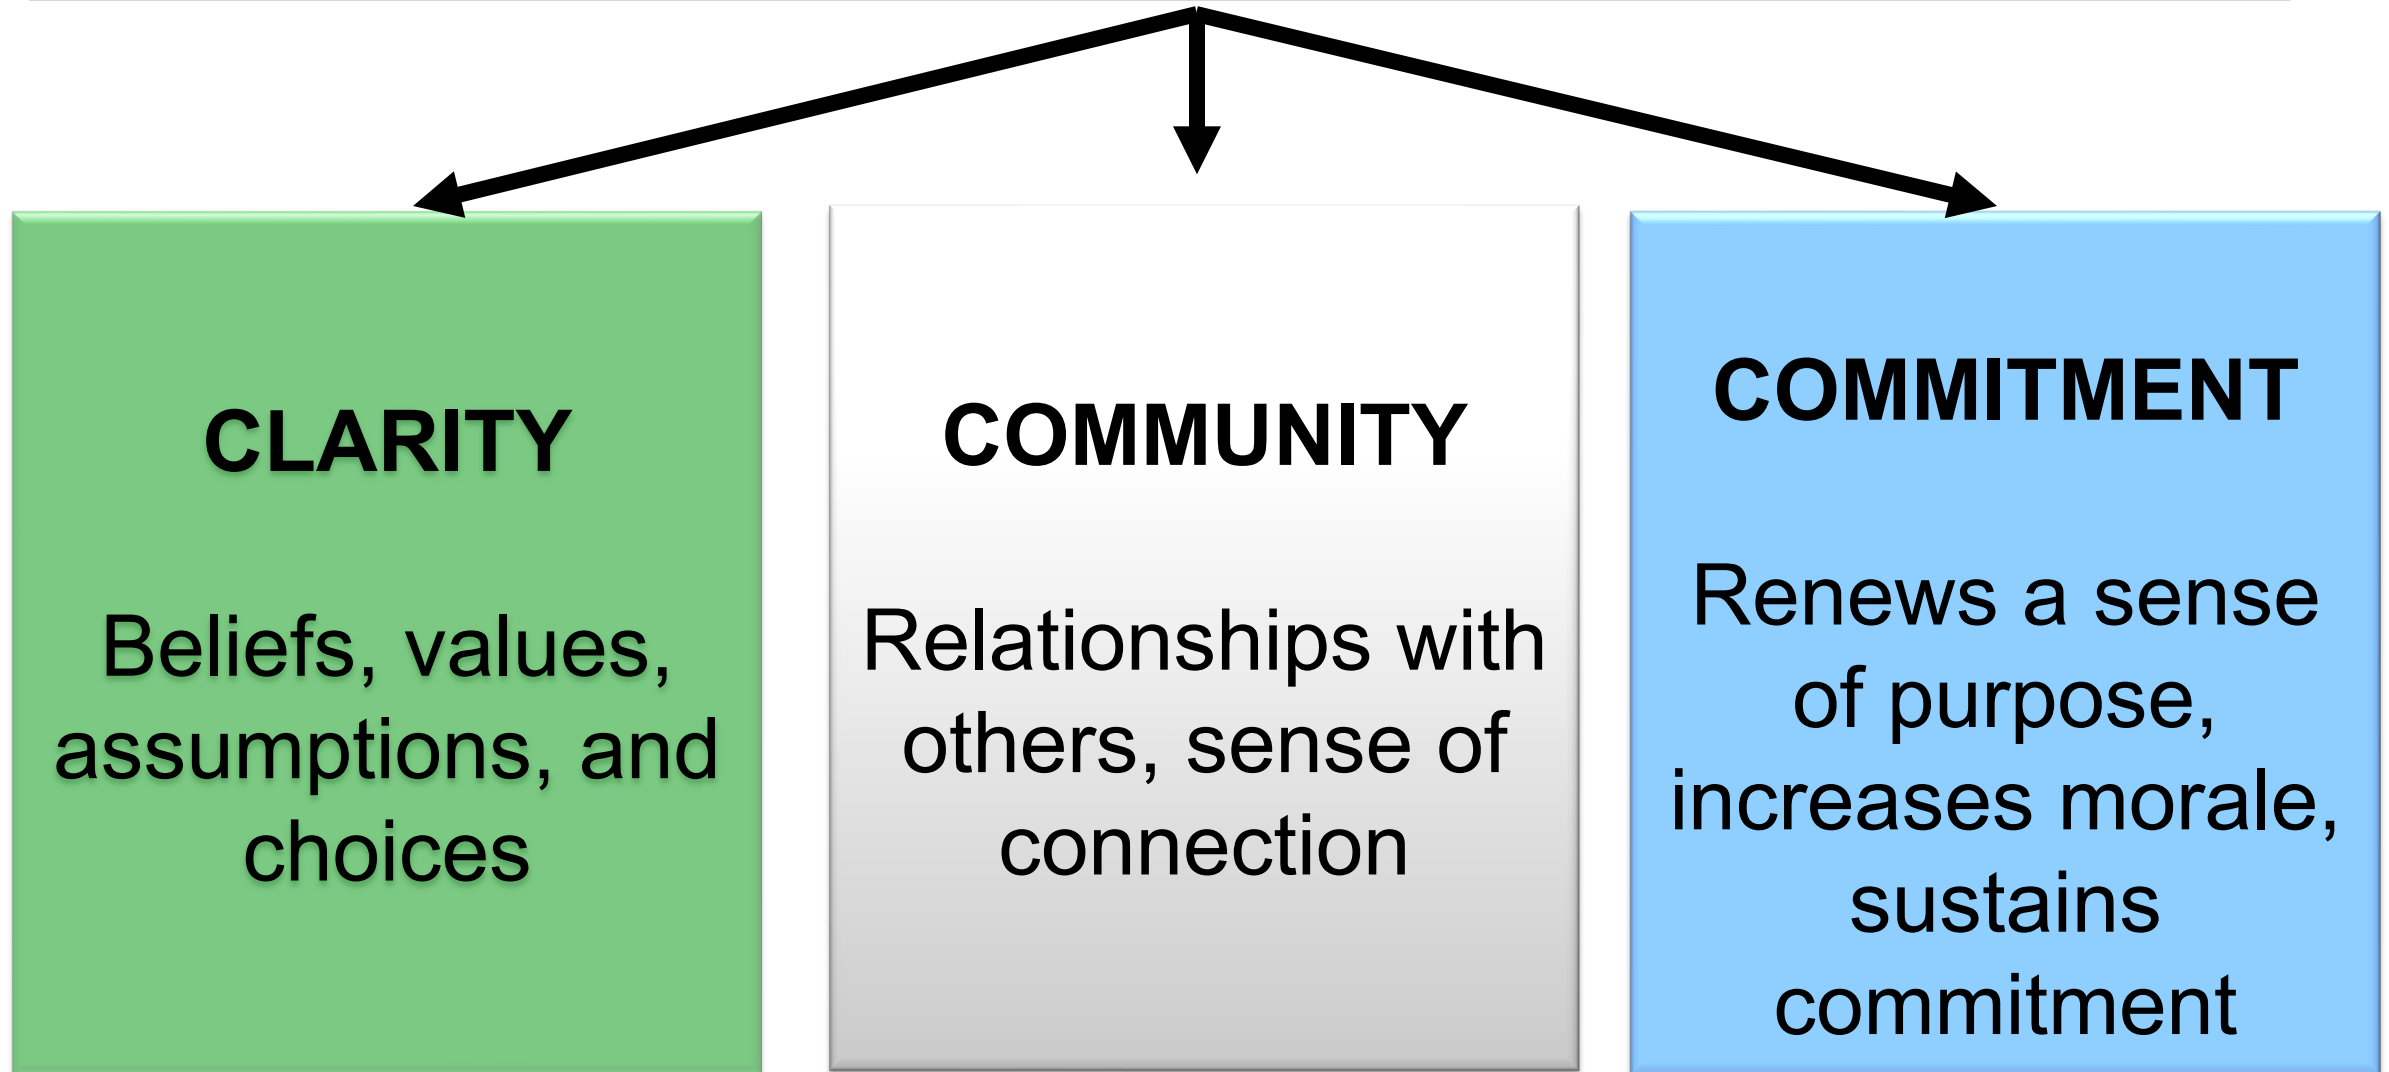 CLARITY
Beliefs, values,
assumptions, and
choices
COMMUNITY
Relationships with
others, sense of
connection
COMMITMENT
Renews a sense
of purpose,
increases morale,
sustains
commitment